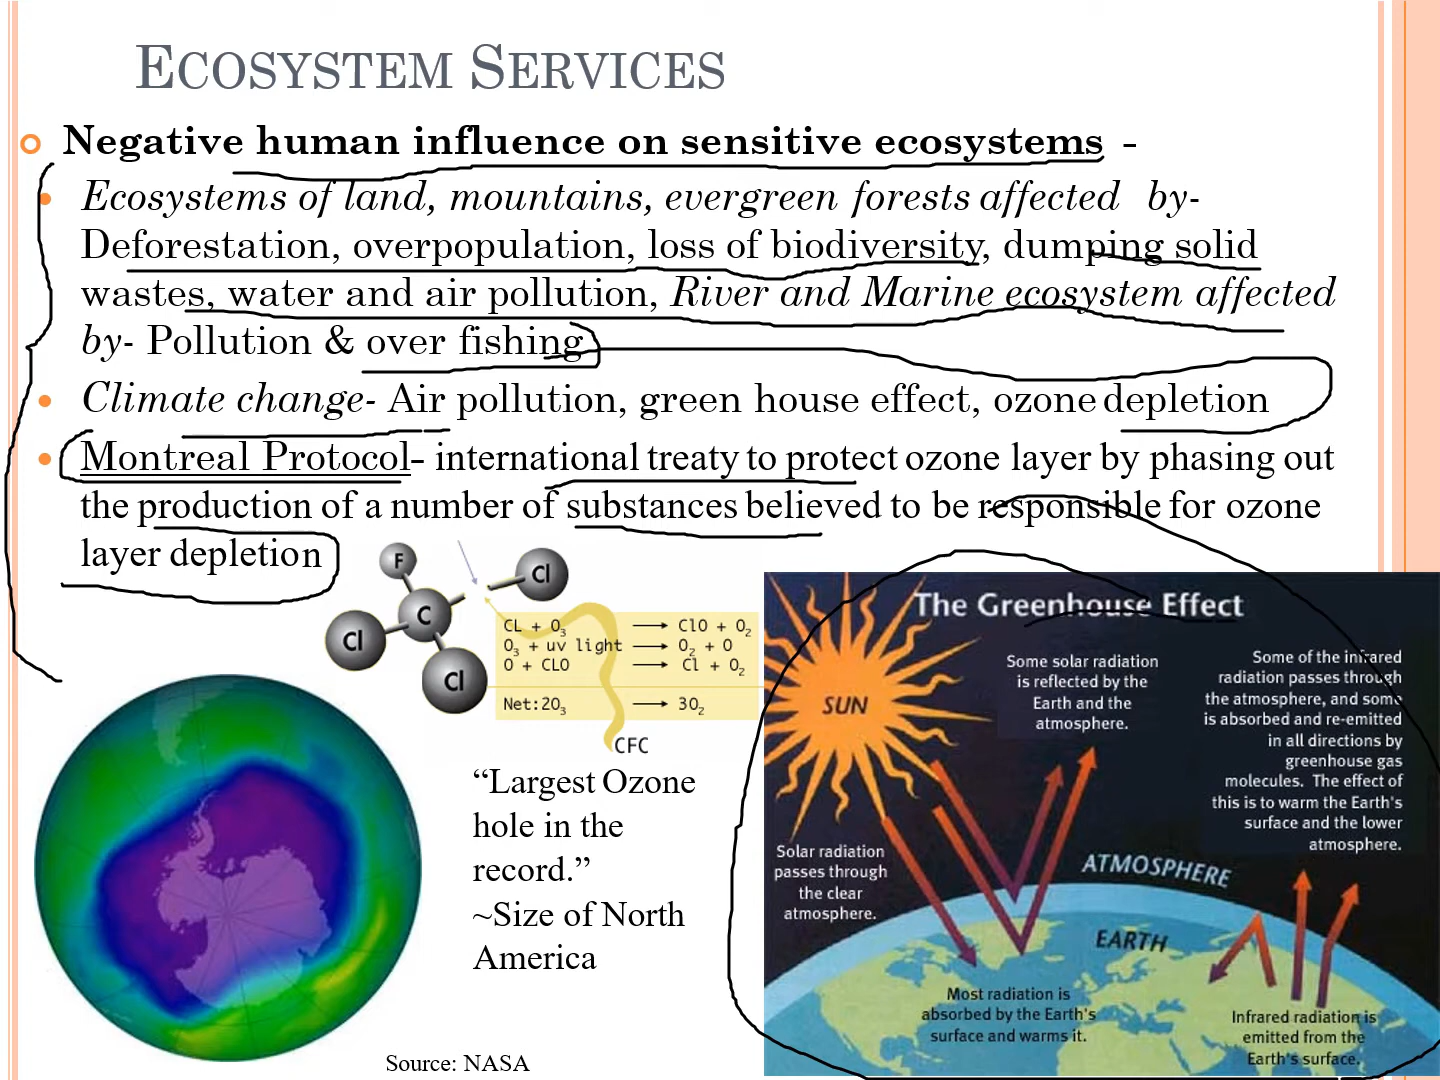 ECOSYSTEM SERVICES
Negative human influence on sensitive ecosystems -
Ecosystems of land, mountains, evergreen forests affected by-
Deforestation, overpopulation, loss of biodiversity, dumping solid
wastes, water and air pollution, River and Marine ecosystem affected
by- Pollution & over fishing
Climate change- Air pollution, green house effect, ozone depletion
Montreal Protocol- international treaty to protect ozone layer by phasing out
the production of a number of substances believed to be responsible for ozone
layer depletion
F
Cl
C
Cl
Cl
CL + O3 ⟶ ClO + O2
O3 + uv light ⟶ O2 + O
O + CLO ⟶ Cl + O2
Net:2O3 ⟶ 3O2
CFC
“Largest Ozone
hole in the
record.”
~Size of North
America
Source: NASA
The Greenhouse Effect
SUN
Some solar radiation
is reflected by the
Earth and the
atmosphere.
Some of the infrared
radiation passes through
the atmosphere, and some
is absorbed and re-emitted
in all directions by
greenhouse gas
molecules. The effect of
this is to warm the Earth's
surface and the lower
atmosphere.
Solar radiation
passes through
the clear
atmosphere.
ATMOSPHERE
EARTH
Most radiation is
absorbed by the Earth's
surface and warms it.
Infrared radiation is
emitted from the
Earth's surface.